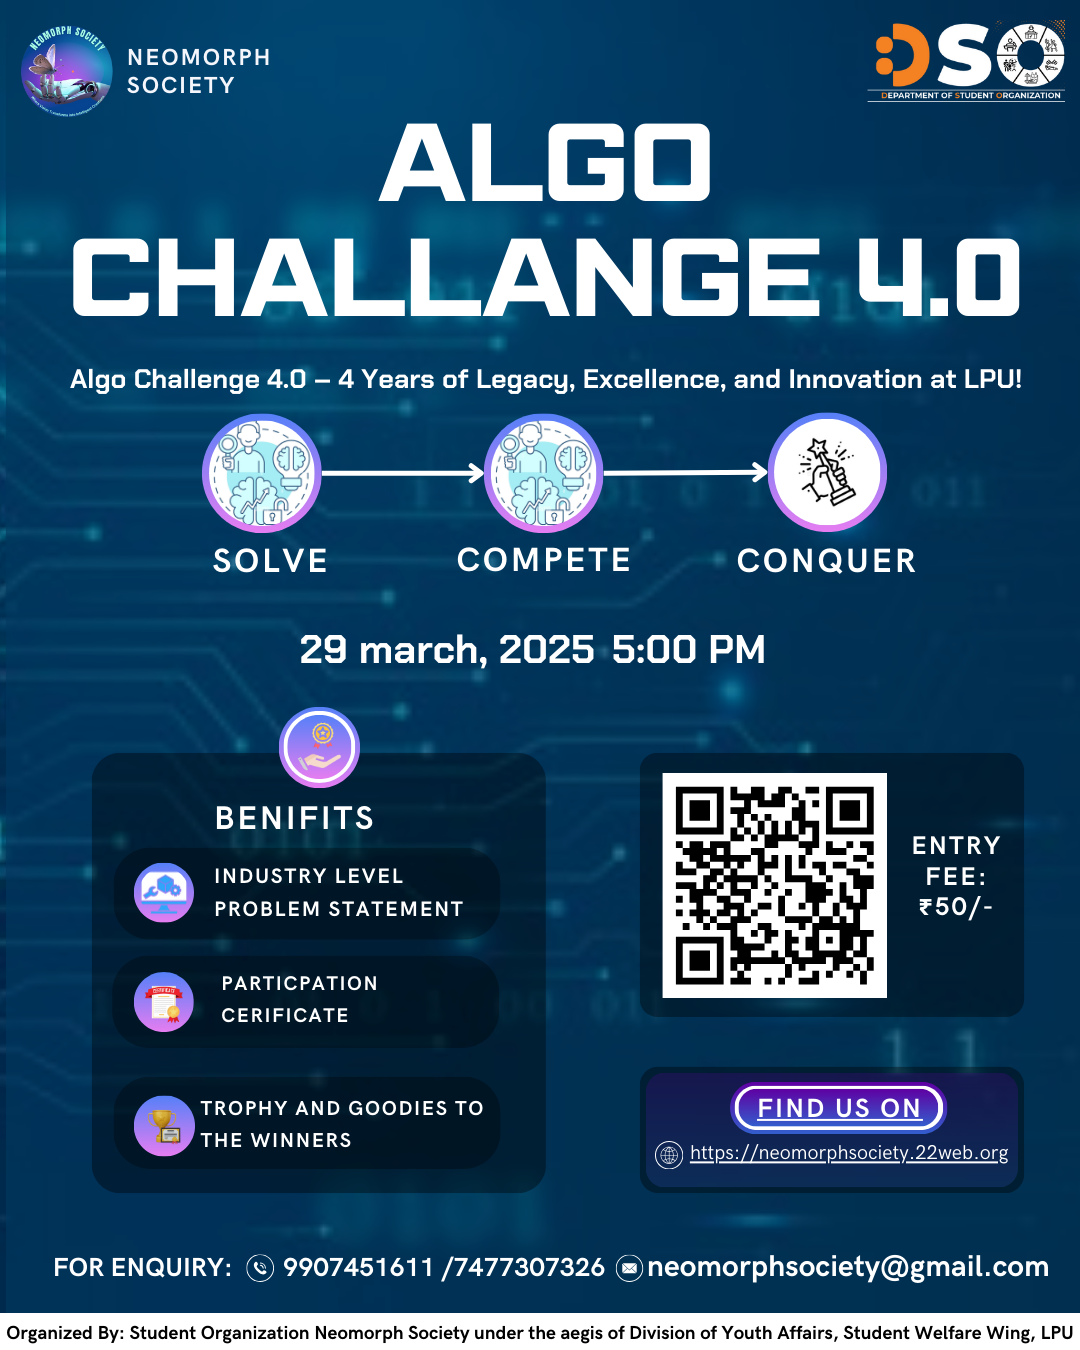 NEOMORPH SOCIETY
NEOMORPH
SOCIETY
DSO
DEPARTMENT OF STUDENT ORGANIZATION
ALGO
CHALLANGE 4.0
Algo Challenge 4.0 – 4 Years of Legacy, Excellence, and Innovation at LPU!
SOLVE
COMPETE
CONQUER
29 march, 2025 5:00 PM
BENIFITS
INDUSTRY LEVEL
PROBLEM STATEMENT
CERTIFICATE
PARTICPATION
CERIFICATE
TROPHY AND GOODIES TO
THE WINNERS
ENTRY
FEE:
₹50/-
FIND US ON
https://neomorphsociety.22web.org
FOR ENQUIRY: 9907451611 /7477307326 neomorphsociety@gmail.com
Organized By: Student Organization Neomorph Society under the aegis of Division of Youth Affairs, Student Welfare Wing, LPU